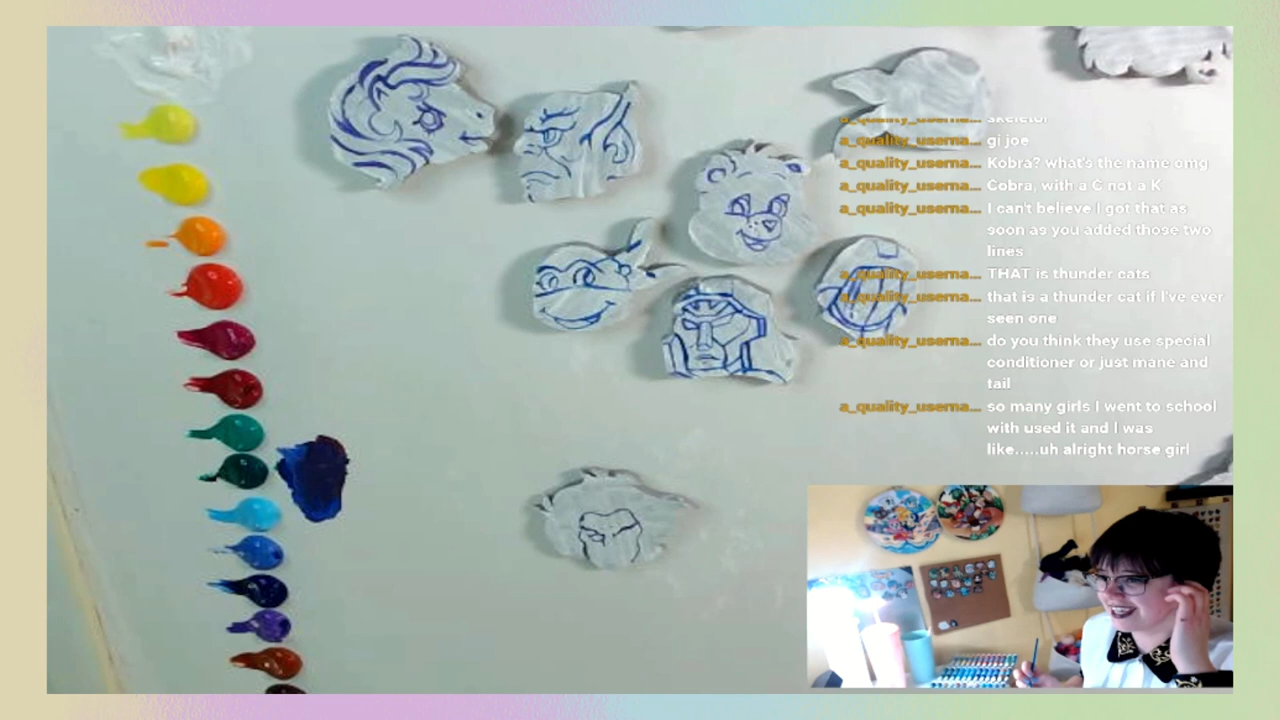 a_quality_userna... skeletor
a_quality_userna... gi joe
a_quality_userna... Kobra? what's the name omg
a_quality_userna... Cobra, with a C not a K
a_quality_userna... I can't believe I got that as
soon as you added those two
lines
a_quality_userna... THAT is thunder cats
a_quality_userna... that is a thunder cat if I've ever
seen one
a_quality_userna... do you think they use special
conditioner or just mane and
tail
a_quality_userna... so many girls I went to school
with used it and I was
like.....uh alright horse girl